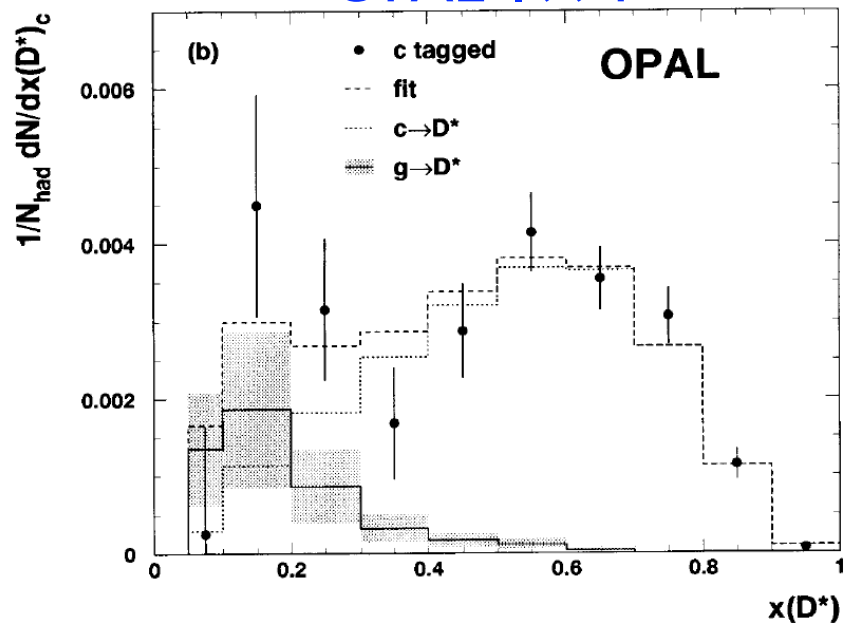 (b)
c tagged
fit
c→D*
g→D*
OPAL
1/N_had dN/dx(D*)_c
0.006
0.004
0.002
0
0 0.2 0.4 0.6 0.8 1
x(D*)